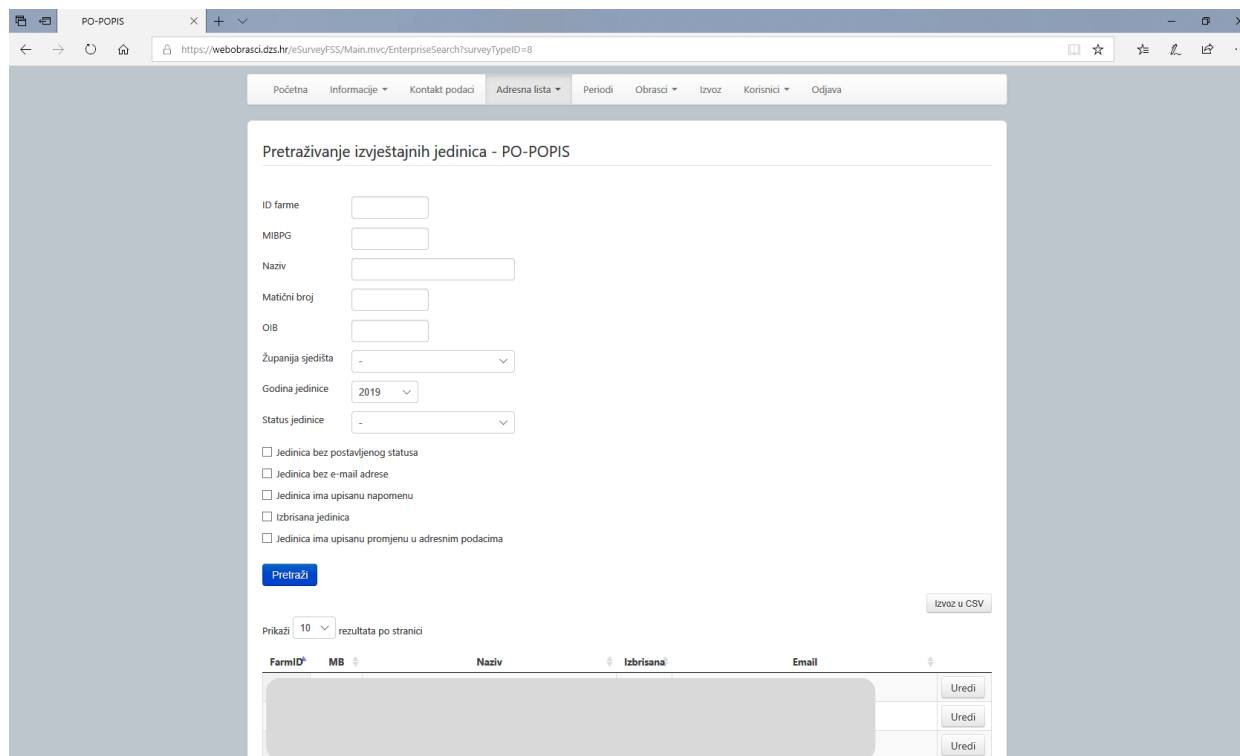 PO-POPIS
https://webobrasci.dzs.hr/eSurveyFSS/Main.mvc/EnterpriseSearch?surveyTypeID=8
Početna Informacije Kontakt podaci Adresna lista Periodi Obrasci Izvoz Korisnici Odjava
Pretraživanje izvještajnih jedinica - PO-POPIS
ID farme
MIBPG
Naziv
Matični broj
OIB
Županija sjedišta -
Godina jedinice 2019
Status jedinice -
Jedinica bez postavljenog statusa
Jedinica bez e-mail adrese
Jedinica ima upisanu napomenu
Izbrisana jedinica
Jedinica ima upisanu promjenu u adresnim podacima
Pretraži
Izvoz u CSV
Prikaži 10 rezultata po stranici
FarmID MB Naziv Izbrisana Email
Uredi
Uredi
Uredi